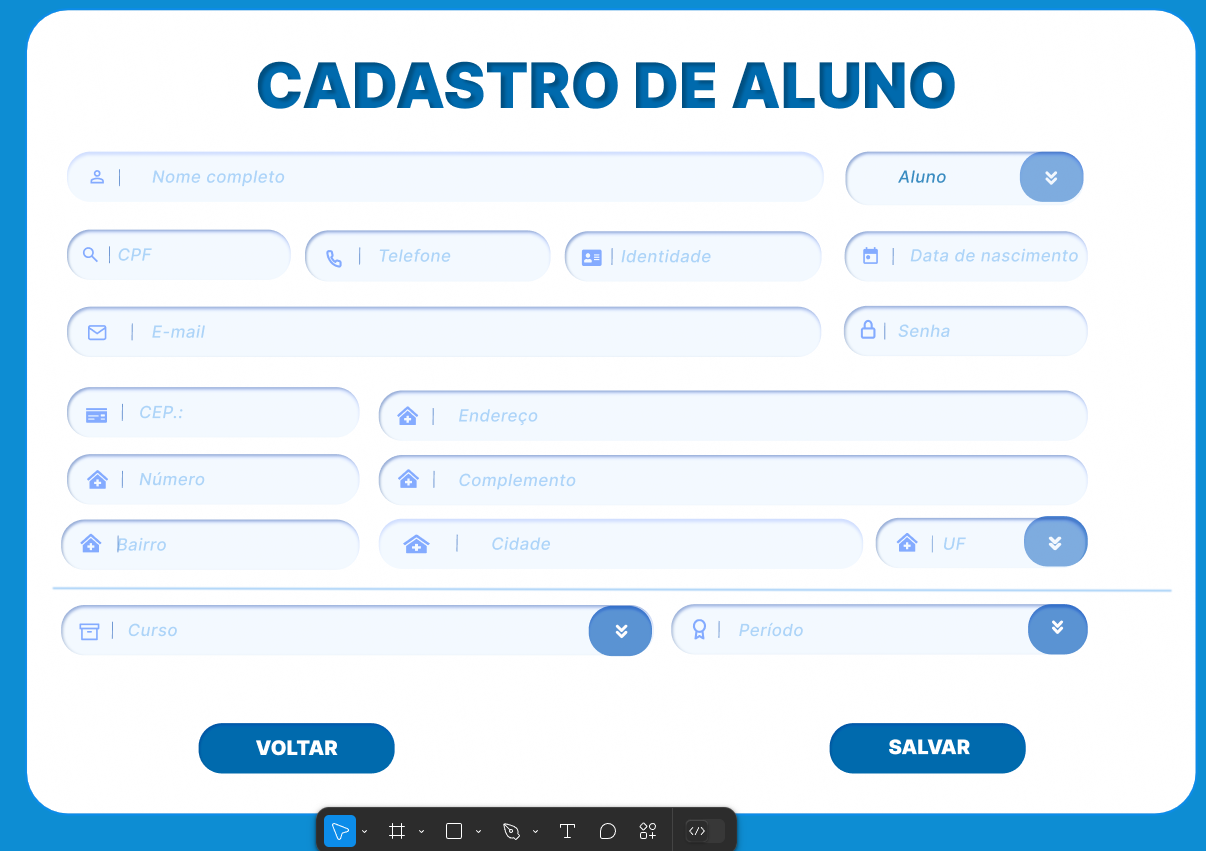 CADASTRO DE ALUNO
Nome completo
Aluno
CPF
Telefone
Identidade
Data de nascimento
E-mail
Senha
CEP.:
Endereço
Número
Complemento
Bairro
Cidade
UF
Curso
Período
VOLTAR
SALVAR